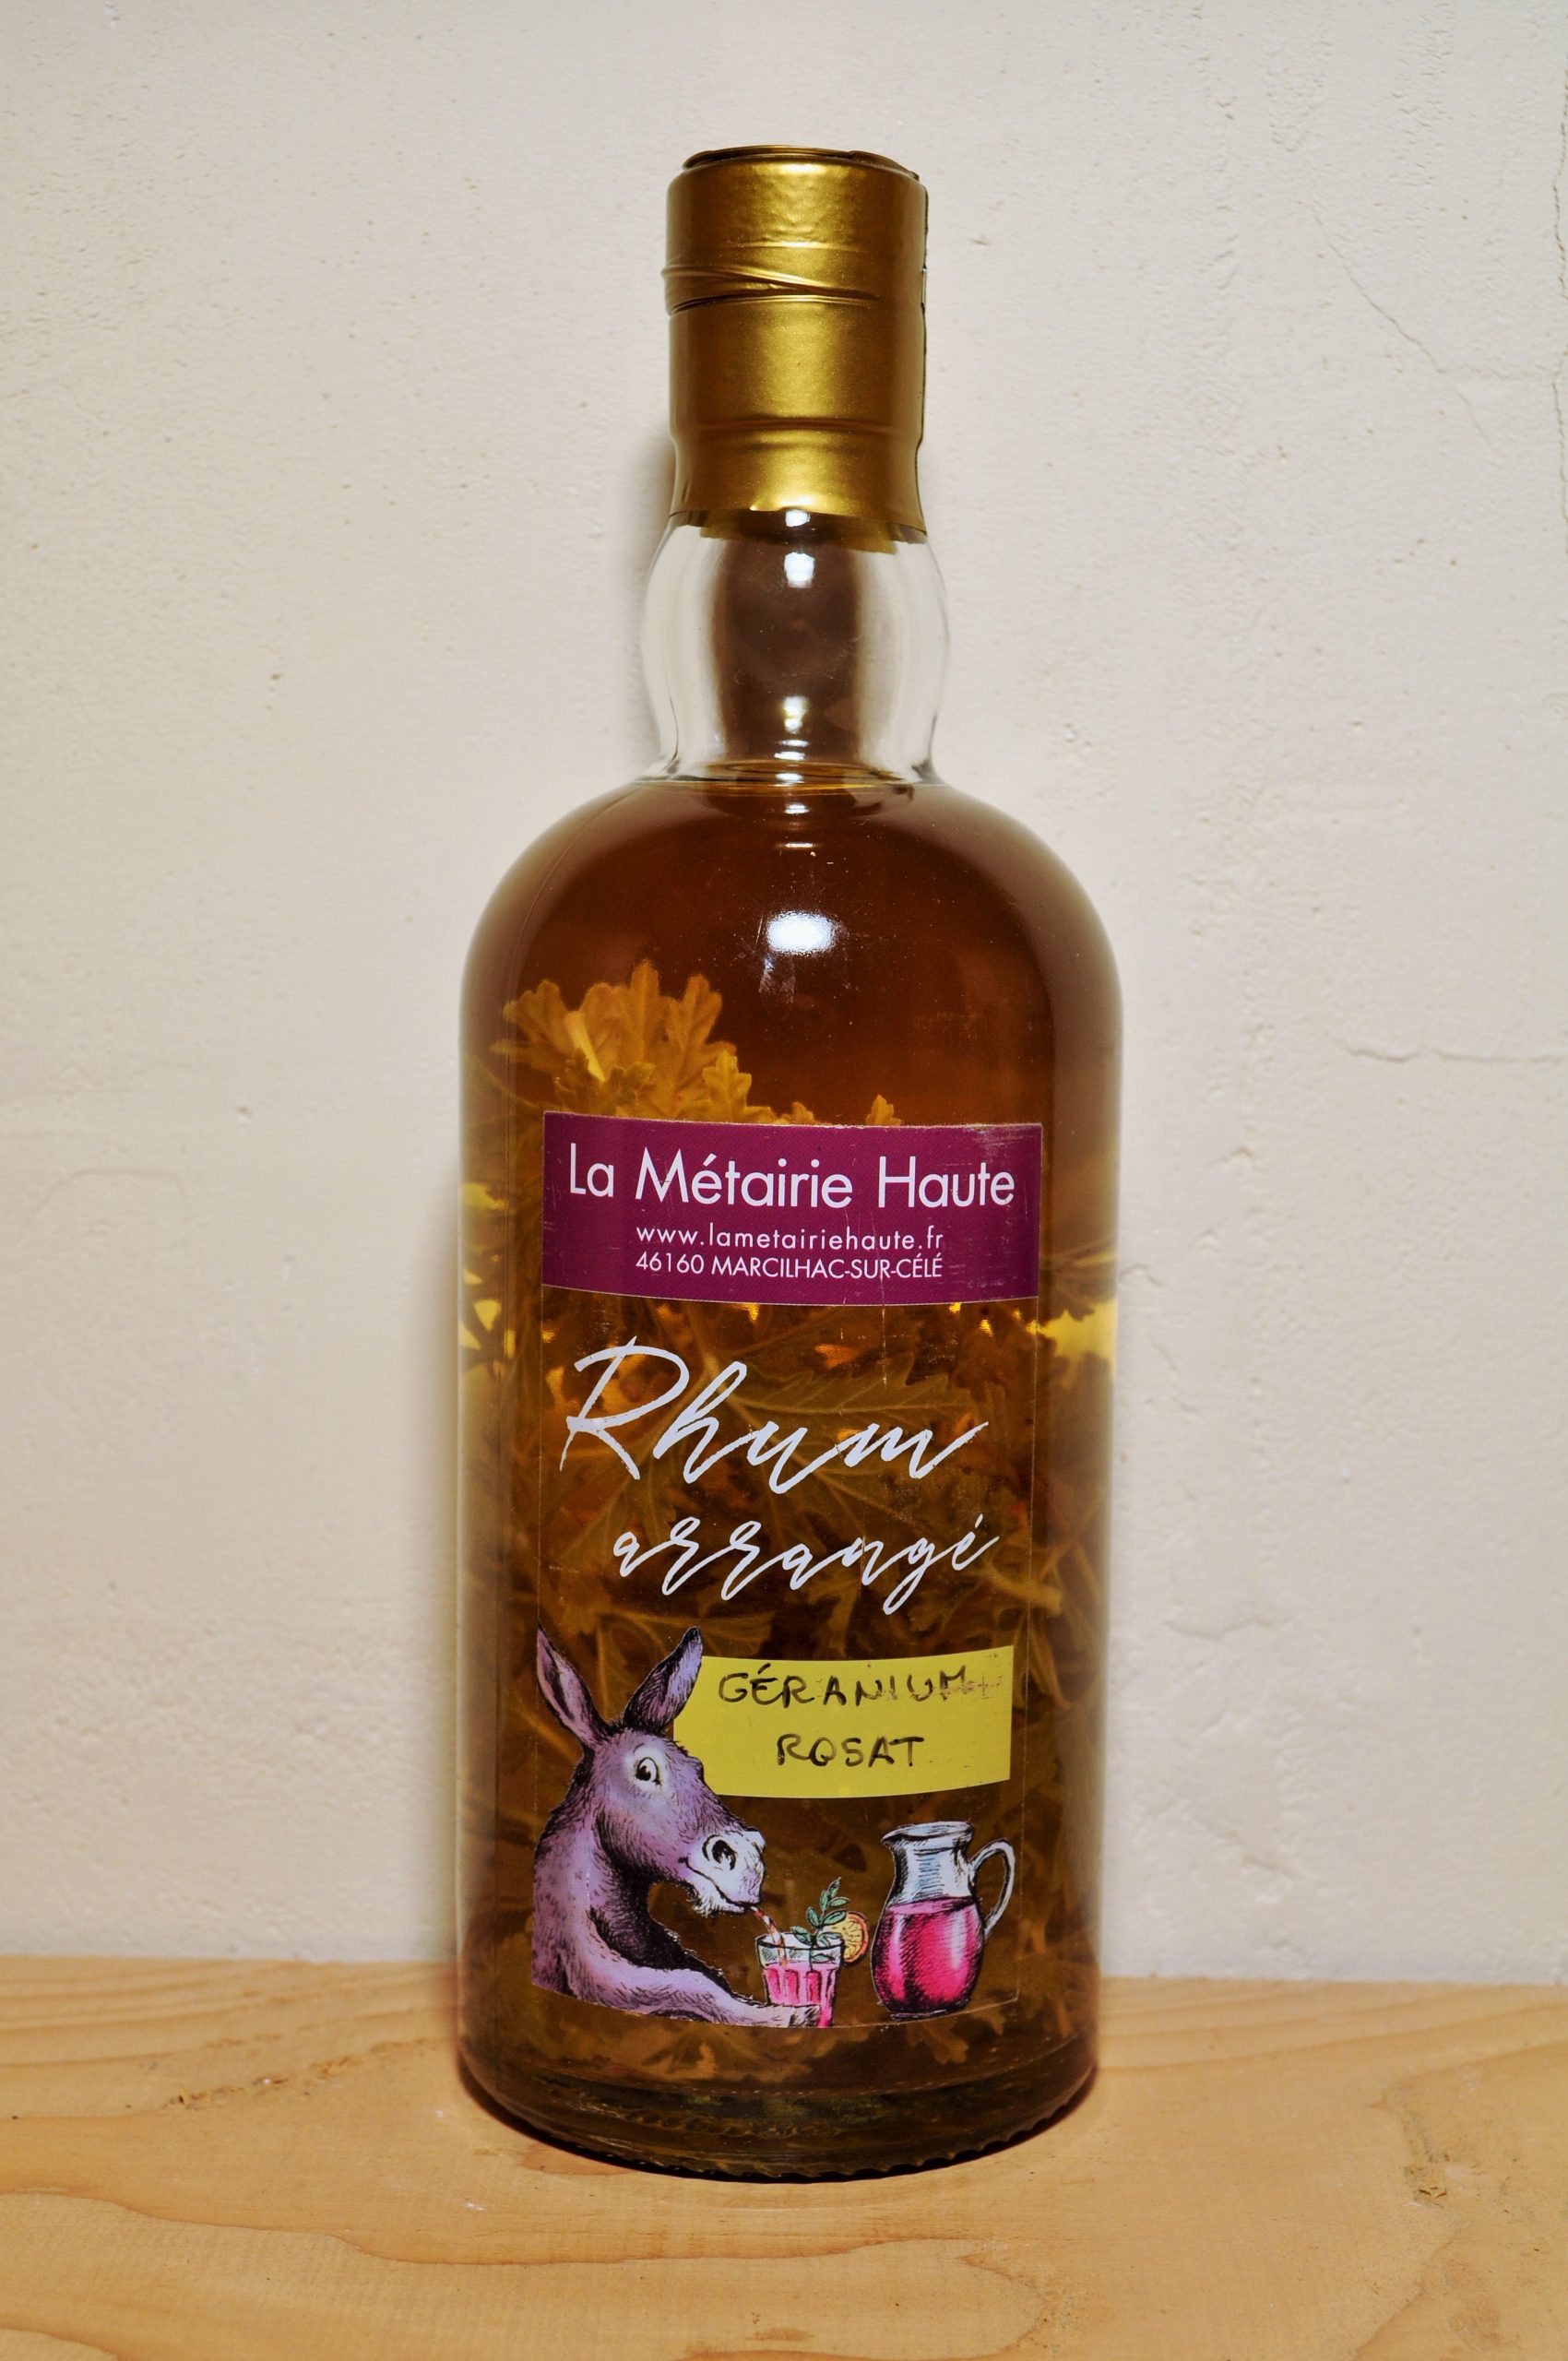 La Métairie Haute
www.lametairiehaute.fr
46160 MARCILHAC-SUR-CÉLÉ
Rhum
arrangé
GÉRANIUM
ROSAT